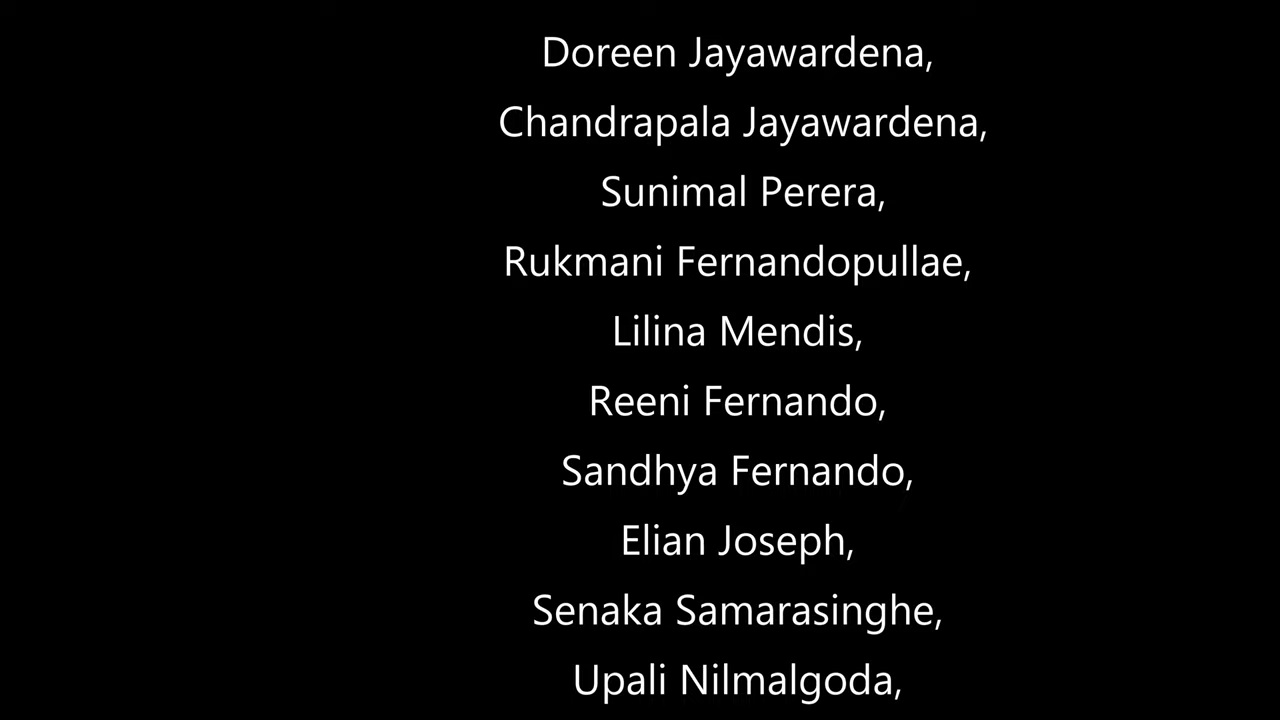 Doreen Jayawardena,
Chandrapala Jayawardena,
Sunimal Perera,
Rukmani Fernandopullae,
Lilina Mendis,
Reeni Fernando,
Sandhya Fernando,
Elian Joseph,
Senaka Samarasinghe,
Upali Nilmalgoda,